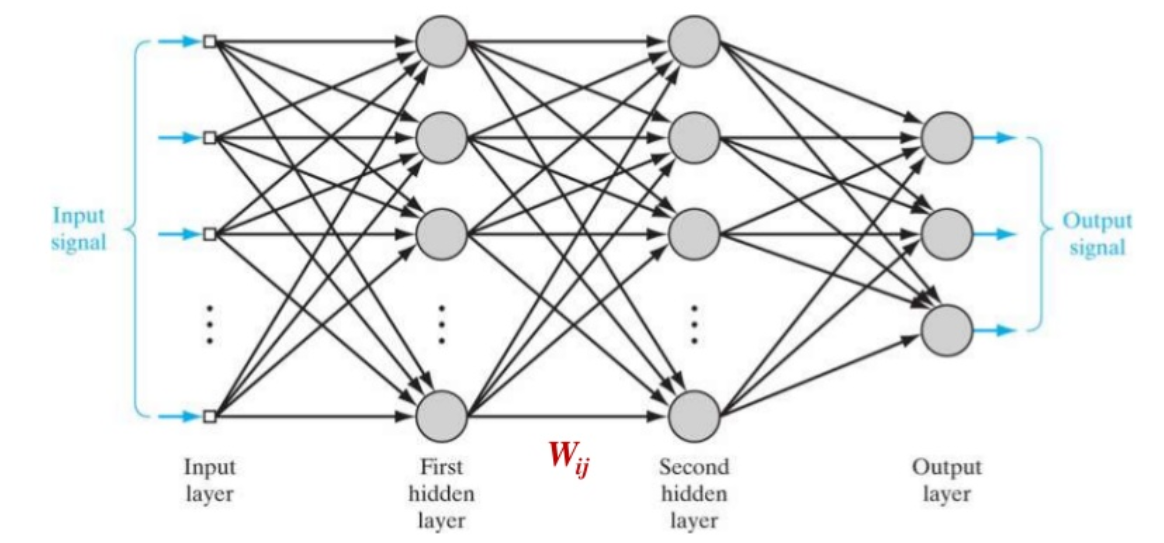 Input
signal
Output
signal
W_ij
Input
layer
First
hidden
layer
Second
hidden
layer
Output
layer